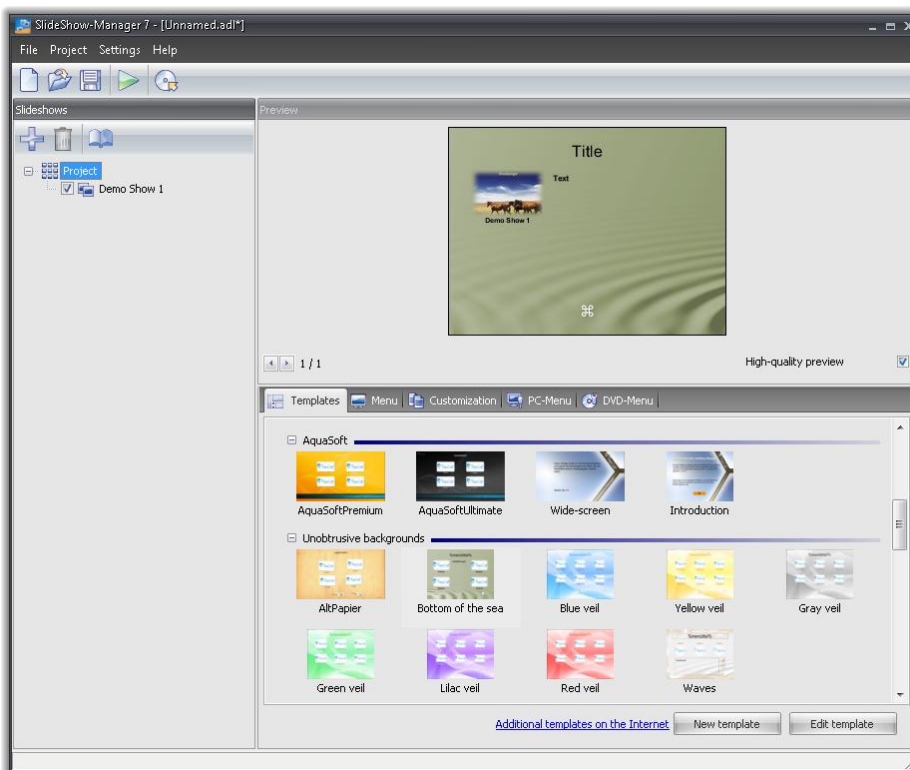 SlideShow-Manager 7 - [Unnamed.adl*]
File Project Settings Help
Slideshows
Project
Demo Show 1
Preview
Title
Text
Demo Show 1
1 / 1
High-quality preview
Templates Menu Customization PC-Menu DVD-Menu
AquaSoft
AquaSoftPremium AquaSoftUltimate Wide-screen Introduction
Unobtrusive backgrounds
AltPapier Bottom of the sea Blue veil Yellow veil Gray veil
Green veil Lilac veil Red veil Waves
Additional templates on the Internet New template Edit template